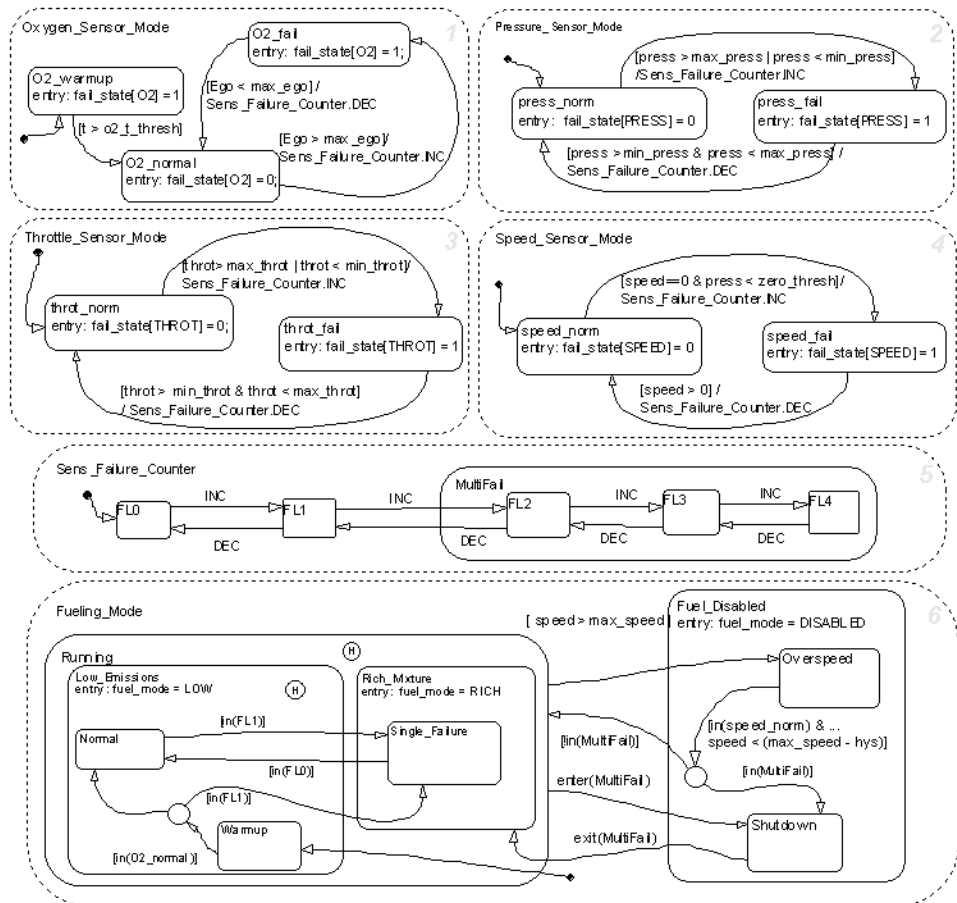 Oxygen_Sensor_Mode
1
O2_fail
entry: fail_state[O2] = 1;
O2_warmup
entry: fail_state[O2] = 1
[Ego < max_ego] /
Sens_Failure_Counter.DEC
[t > o2_t_thresh]
[Ego > max_ego]/
Sens_Failure_Counter.INC
O2_normal
entry: fail_state[O2] = 0;
Pressure_Sensor_Mode
2
[press > max_press | press < min_press]
/Sens_Failure_Counter.INC
press_norm
entry: fail_state[PRESS] = 0
press_fail
entry: fail_state[PRESS] = 1
[press > min_press & press < max_press] /
Sens_Failure_Counter.DEC
Throttle_Sensor_Mode
3
[throt > max_throt | throt < min_throt]/
Sens_Failure_Counter.INC
throt_norm
entry: fail_state[THROT] = 0;
throt_fail
entry: fail_state[THROT] = 1
[throt > min_throt & throt < max_throt]
/ Sens_Failure_Counter.DEC
Speed_Sensor_Mode
4
[speed==0 & press < zero_thresh]/
Sens_Failure_Counter.INC
speed_norm
entry: fail_state[SPEED] = 0
speed_fail
entry: fail_state[SPEED] = 1
[speed > 0] /
Sens_Failure_Counter.DEC
Sens_Failure_Counter
5
MultiFail
FL0
INC
FL1
INC
FL2
INC
FL3
INC
FL4
DEC
DEC
DEC
DEC
Fueling_Mode
6
[ speed > max_speed ]
Fuel_Disabled
entry: fuel_mode = DISABLED
Running
H
Low_Emissions
entry: fuel_mode = LOW
H
Rich_Mixture
entry: fuel_mode = RICH
Overspeed
[in(FL1)]
Normal
Single_Failure
[in(speed_norm) & ...
speed < (max_speed - hys)]
[!in(MultiFail)]
[in(FL0)]
[in(MultiFail)]
[in(FL1)]
enter(MultiFail)
Warmup
Shutdown
[in(O2_normal)]
exit(MultiFail)